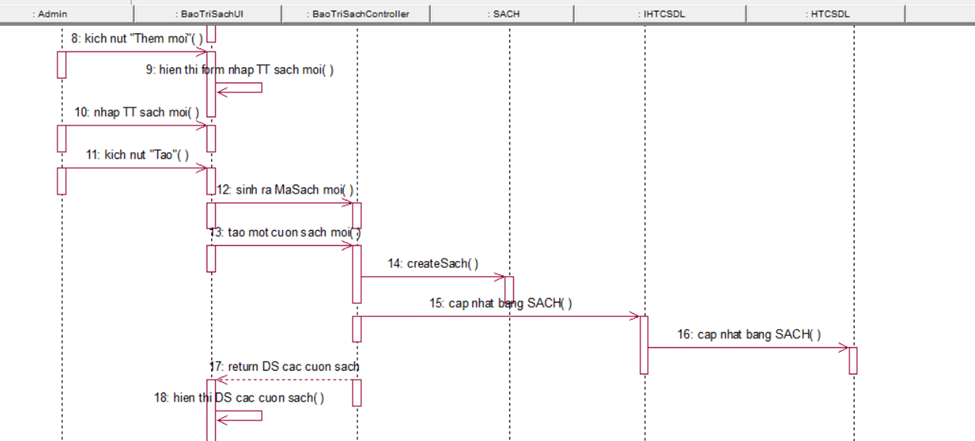 : Admin
: BaoTriSachUI
: BaoTriSachController
: SACH
: IHTCSDL
: HTCSDL
8: kich nut "Them moi"( )
9: hien thi form nhap TT sach moi( )
10: nhap TT sach moi( )
11: kich nut "Tao"( )
12: sinh ra MaSach moi( )
13: tao mot cuon sach moi( )
14: createSach( )
15: cap nhat bang SACH( )
16: cap nhat bang SACH( )
17: return DS cac cuon sach
18: hien thi DS cac cuon sach( )